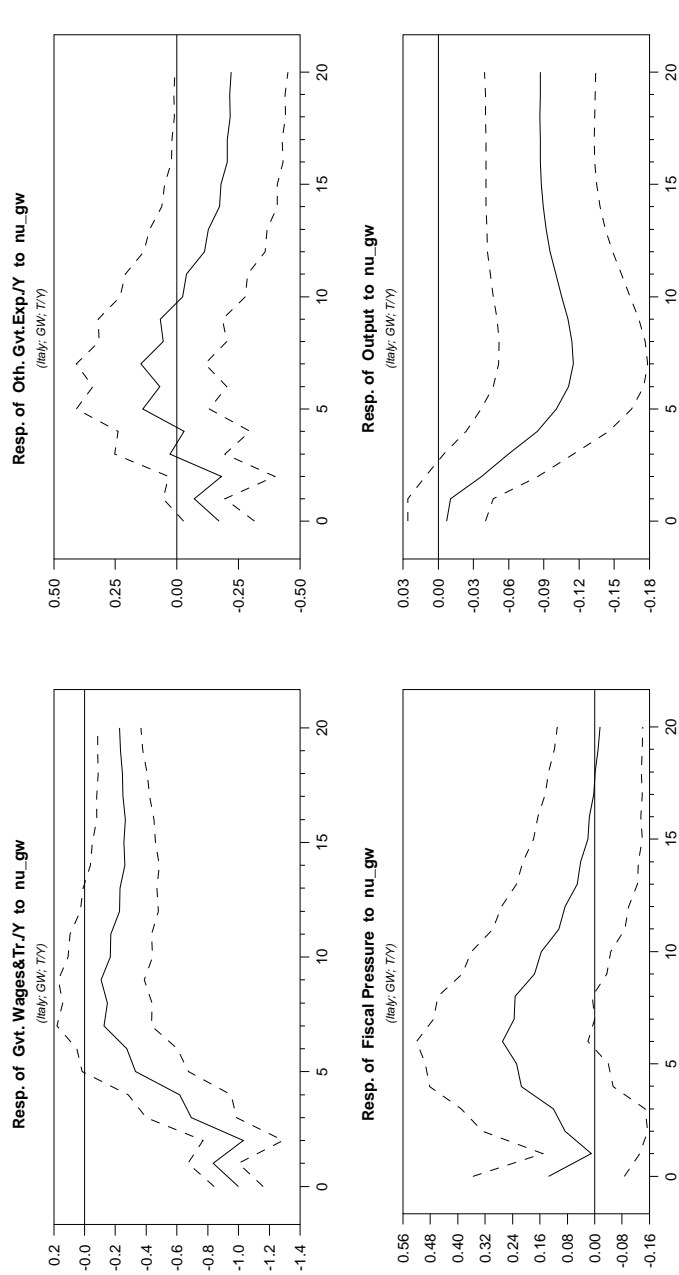 Resp. of Gvt. Wages&Tr./Y to nu_gw
(Italy; GW; T/Y)
0.2
-0.0
-0.2
-0.4
-0.6
-0.8
-1.0
-1.2
-1.4
0 5 10 15 20
Resp. of Oth. Gvt.Exp./Y to nu_gw
(Italy; GW; T/Y)
0.50
0.25
0.00
-0.25
-0.50
0 5 10 15 20
Resp. of Fiscal Pressure to nu_gw
(Italy; GW; T/Y)
0.56
0.48
0.40
0.32
0.24
0.16
0.08
0.00
-0.08
-0.16
0 5 10 15 20
Resp. of Output to nu_gw
(Italy; GW; T/Y)
0.03
0.00
-0.03
-0.06
-0.09
-0.12
-0.15
-0.18
0 5 10 15 20